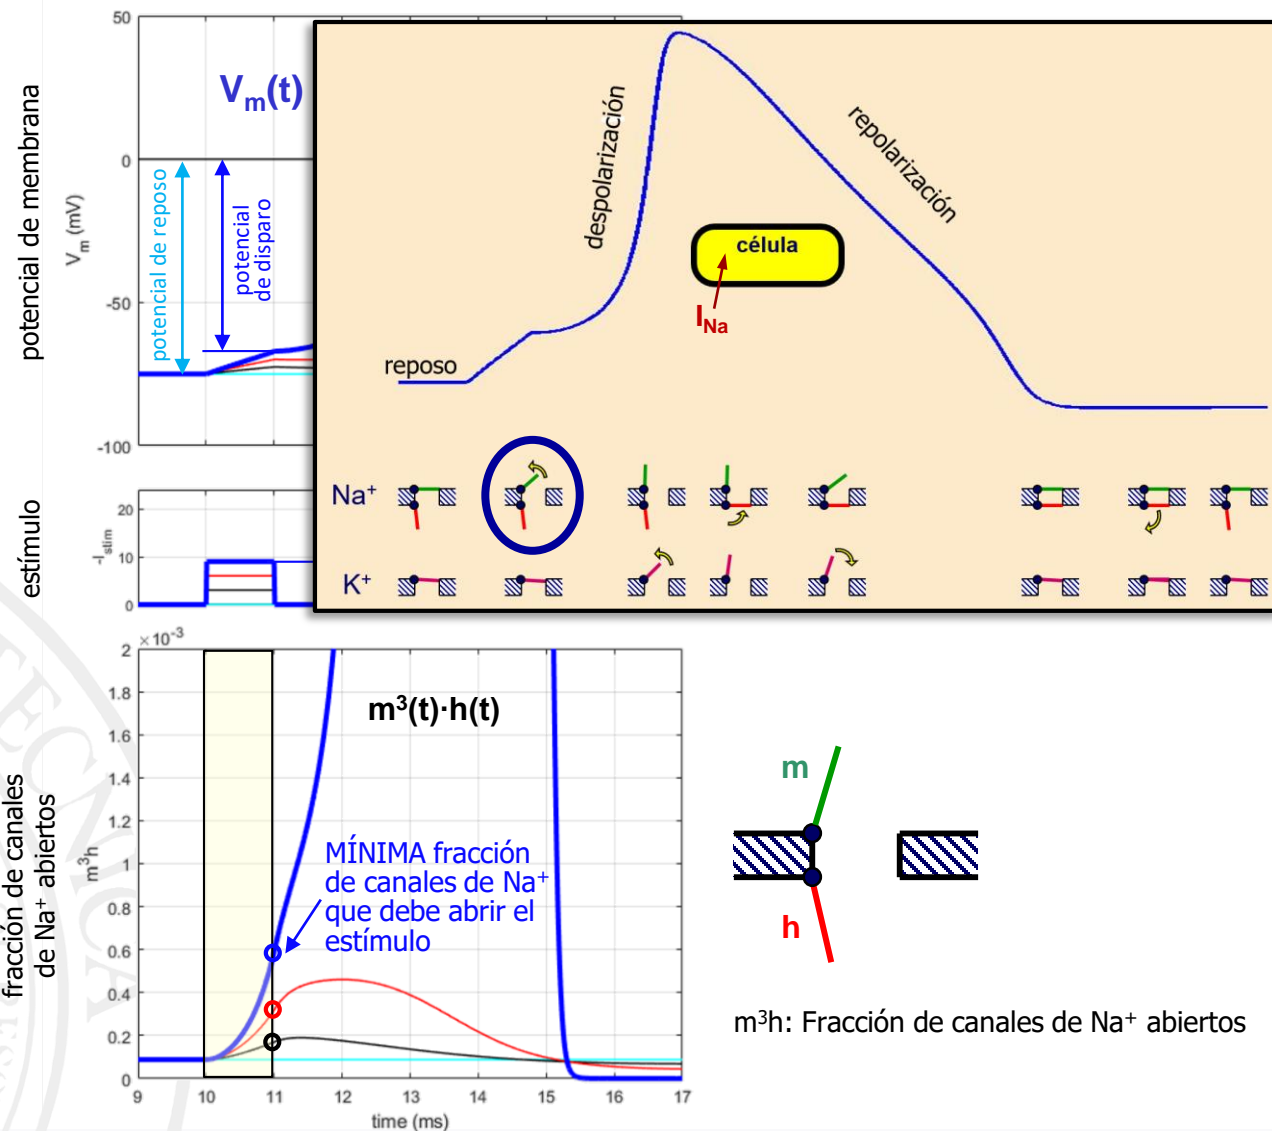 potencial de membrana
V_m (mV)
50
0
-50
-100
V_m(t)
potencial de reposo
potencial
de disparo
despolarización
repolarización
célula
I_Na
reposo
Na⁺
K⁺
estímulo
-I_stim
20
10
0
fracción de canales
de Na⁺ abiertos
m³h
×10⁻³
2
1.8
1.6
1.4
1.2
1
0.8
0.6
0.4
0.2
0
m³(t)·h(t)
MÍNIMA fracción
de canales de Na⁺
que debe abrir el
estímulo
9
10
11
12
13
14
15
16
17
time (ms)
m
h
m³h: Fracción de canales de Na⁺ abiertos